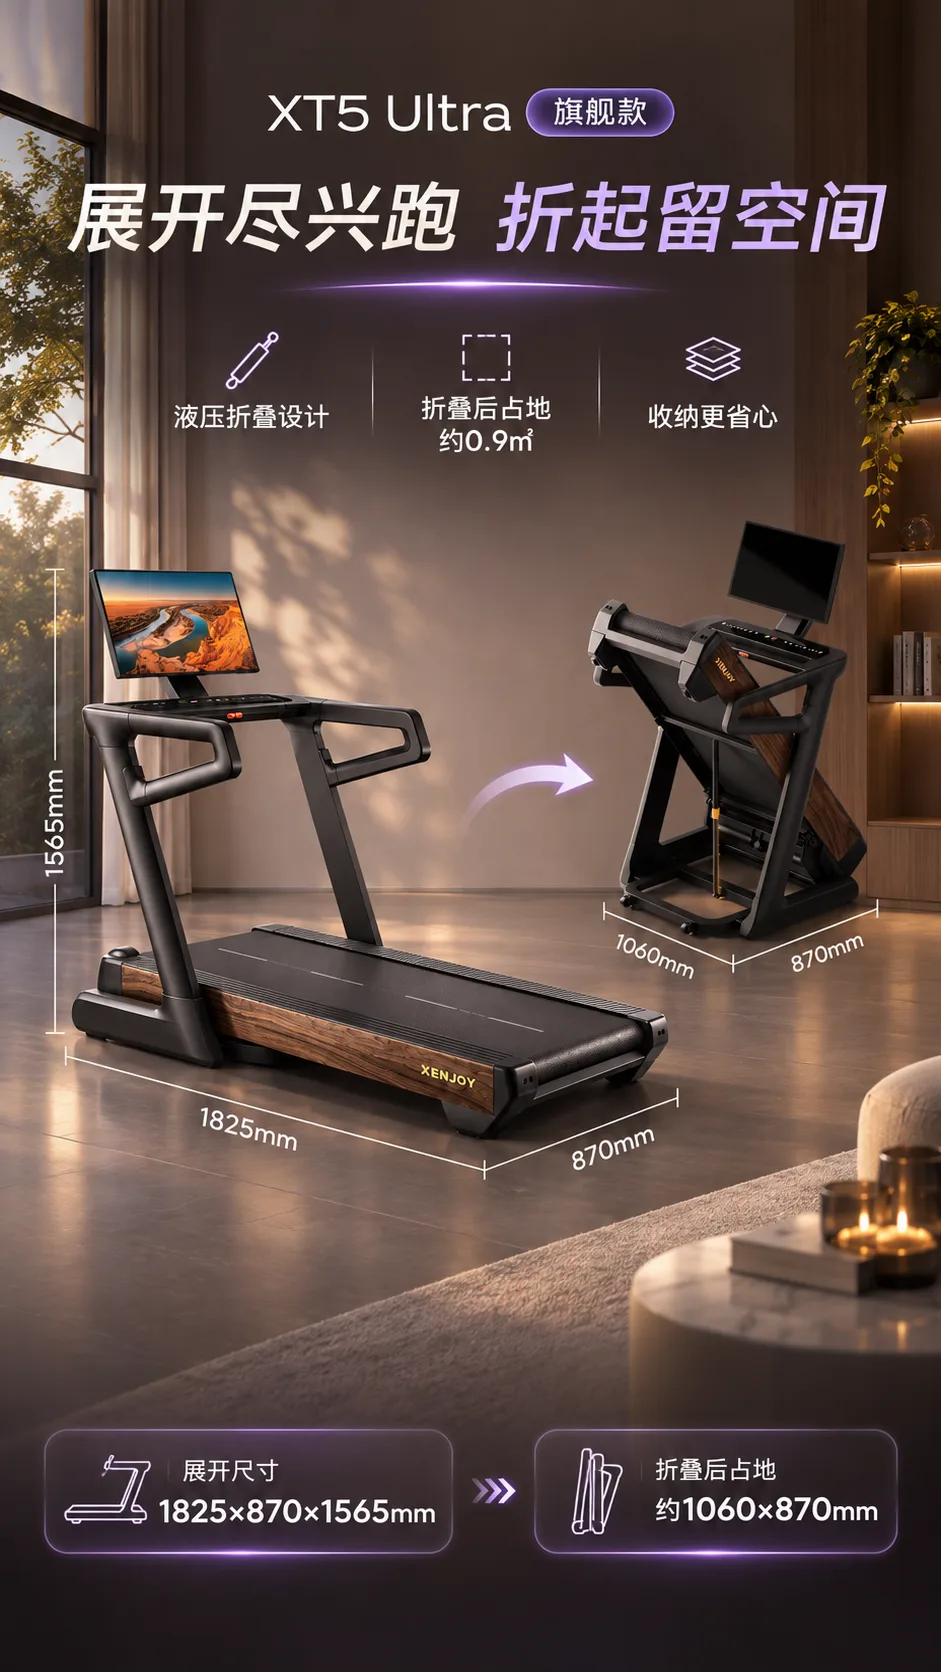 XT5 Ultra 旗舰款
展开尽兴跑 折起留空间
液压折叠设计
折叠后占地
约0.9㎡
收纳更省心
1565mm
1060mm
870mm
XENJOY
1825mm
870mm
展开尺寸
1825×870×1565mm
折叠后占地
约1060×870mm